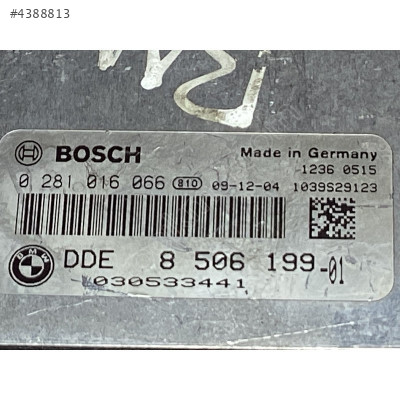 #4388813
BOSCH Made in Germany
1236 0515
0 281 016 066 810 09-12-04 1039S29123
BMW DDE 8 506 199-01
030533441